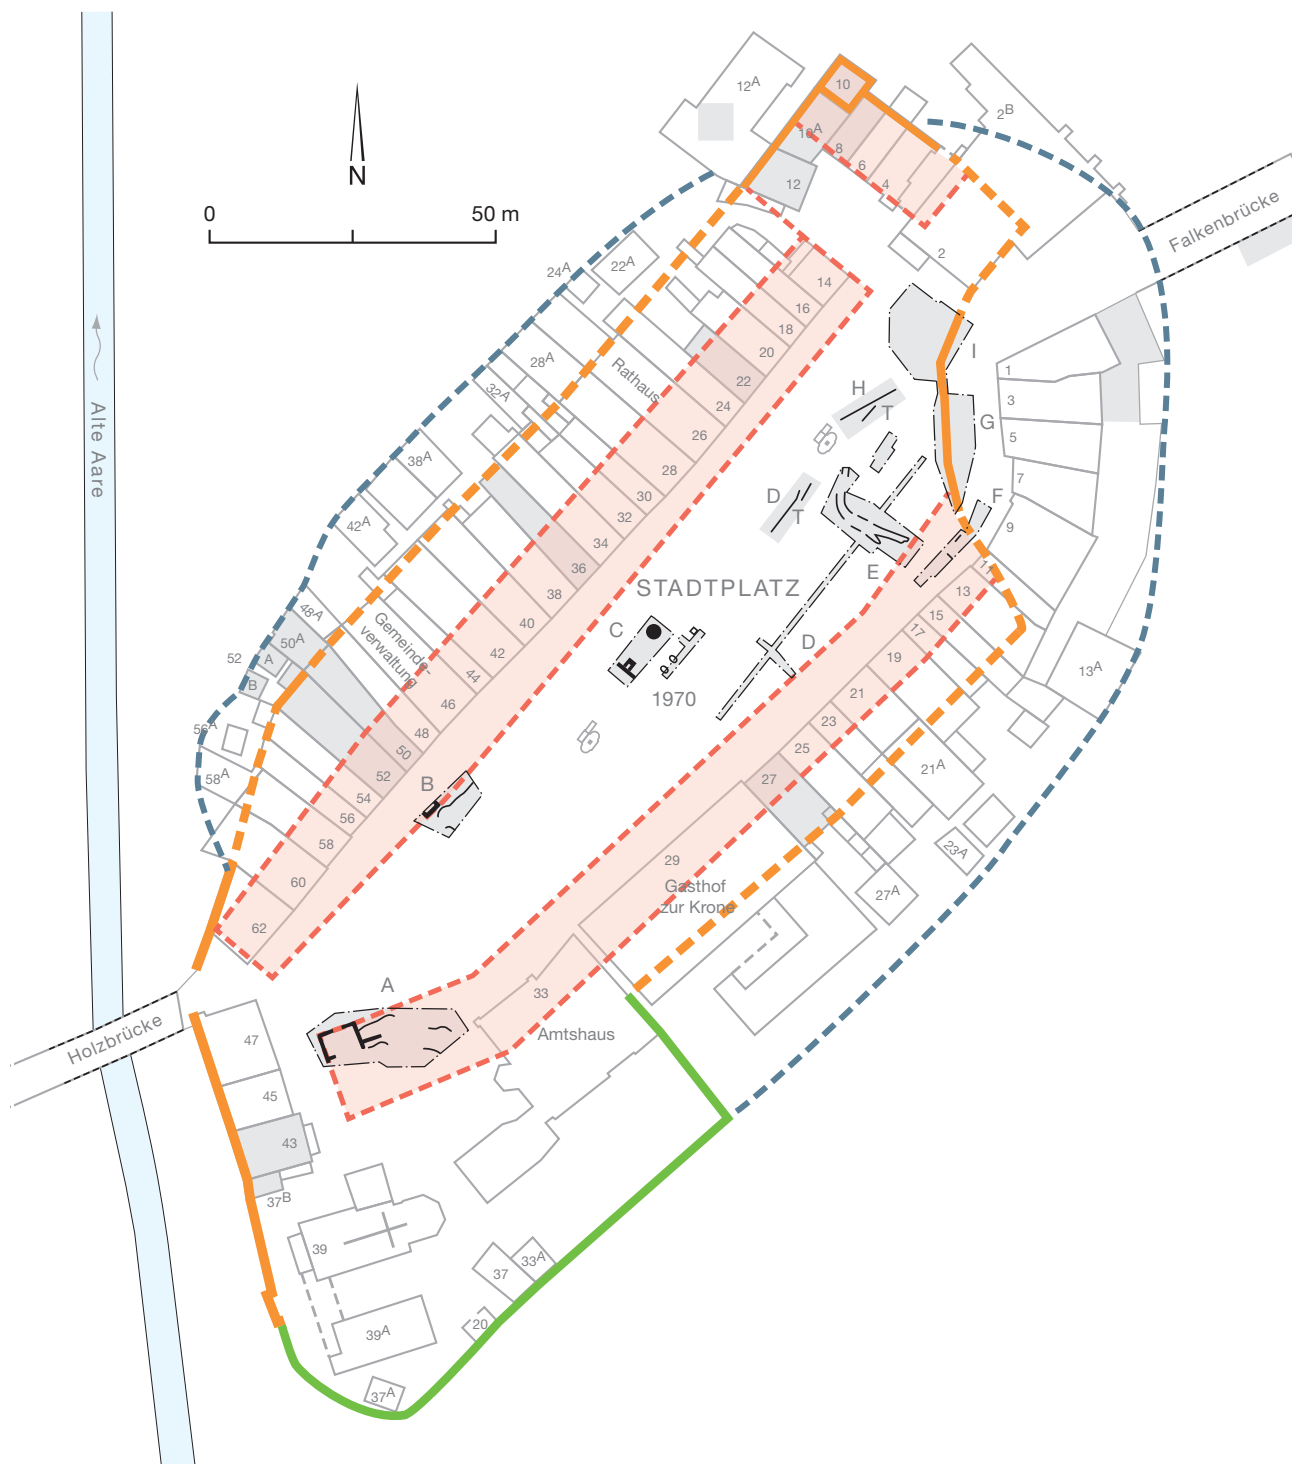 10
12A
2B
10A
8
6
4
12
Falkenbrücke
N
0
50 m
2
22A
24A
14
16
18
20
22
24
26
28
30
32
34
36
38
40
42
44
46
48
50
52
54
56
58
60
62
28A
32A
Rathaus
38A
42A
48A
50A
52
A
B
56A
58A
Gemeinde-
verwaltung
Alte Aare
I
H
T
G
1
3
5
7
9
11
D
T
F
E
STADTPLATZ
C
D
1970
B
13
15
17
19
21
23
25
27
29
13A
21A
23A
27A
Gasthof
zur Krone
33
Amtshaus
A
Holzbrücke
47
45
43
37B
39
39A
37
33A
20
37A